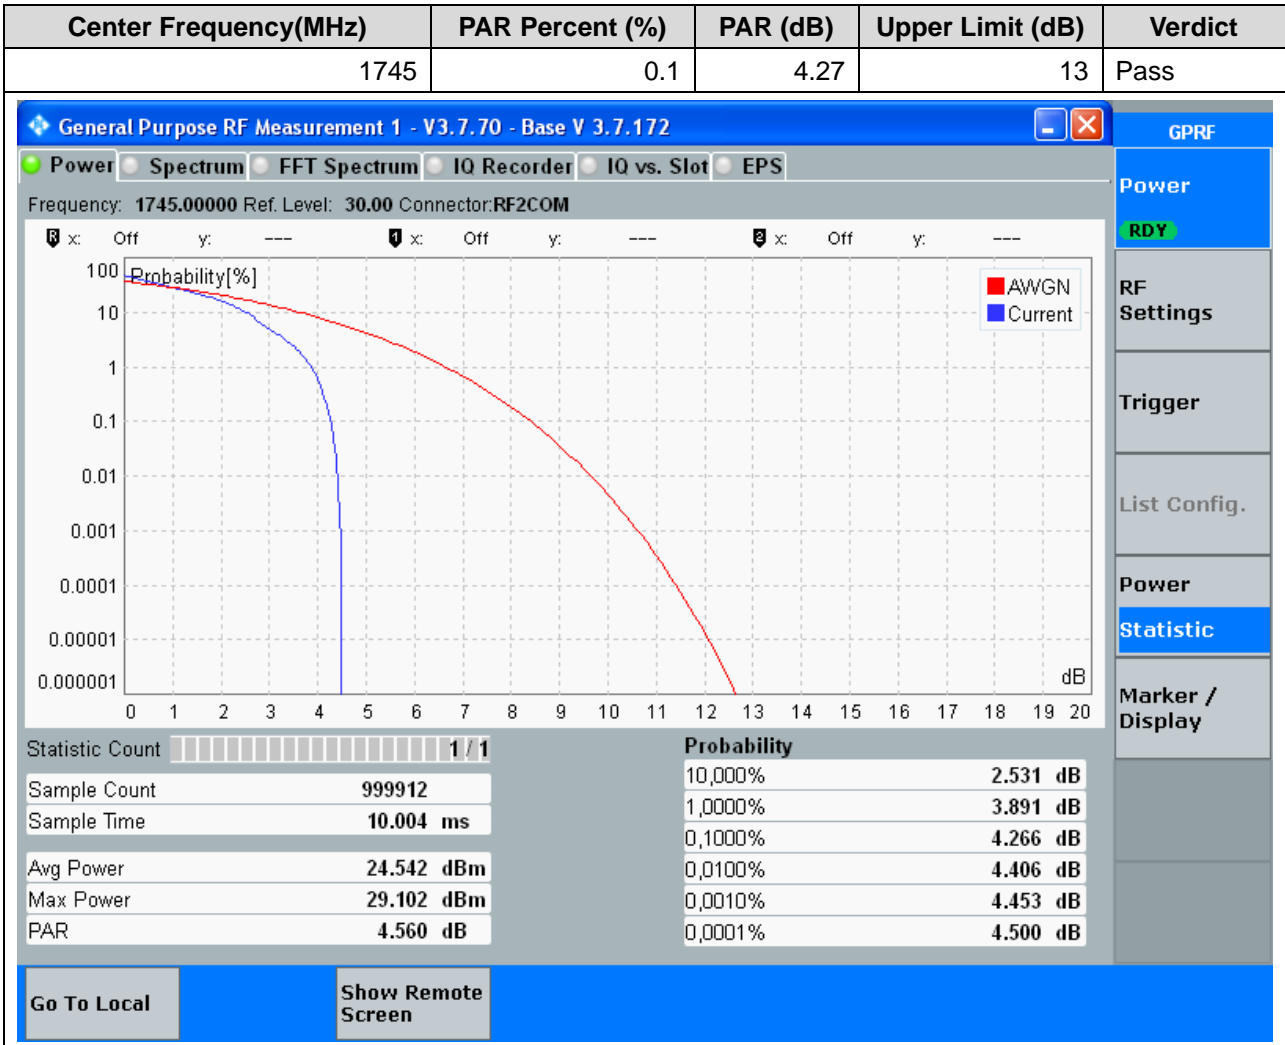 Center Frequency(MHz) PAR Percent (%) PAR (dB) Upper Limit (dB) Verdict
1745 0.1 4.27 13 Pass
General Purpose RF Measurement 1 - V3.7.70 - Base V 3.7.172
GPRF
Power Spectrum FFT Spectrum IQ Recorder IQ vs. Slot EPS
Power
RDY
Frequency: 1745.00000 Ref. Level: 30.00 Connector:RF2COM
R x: Off y: --- 1 x: Off y: --- 2 x: Off y: ---
Probability[%]
AWGN
Current
100
10
1
0.1
0.01
0.001
0.0001
0.00001
0.000001
dB
0 1 2 3 4 5 6 7 8 9 10 11 12 13 14 15 16 17 18 19 20
RF
Settings
Trigger
List Config.
Power
Statistic
Marker /
Display
Statistic Count 1 / 1
Sample Count 999912
Sample Time 10.004 ms
Avg Power 24.542 dBm
Max Power 29.102 dBm
PAR 4.560 dB
Probability
10,000% 2.531 dB
1,0000% 3.891 dB
0,1000% 4.266 dB
0,0100% 4.406 dB
0,0010% 4.453 dB
0,0001% 4.500 dB
Go To Local
Show Remote
Screen